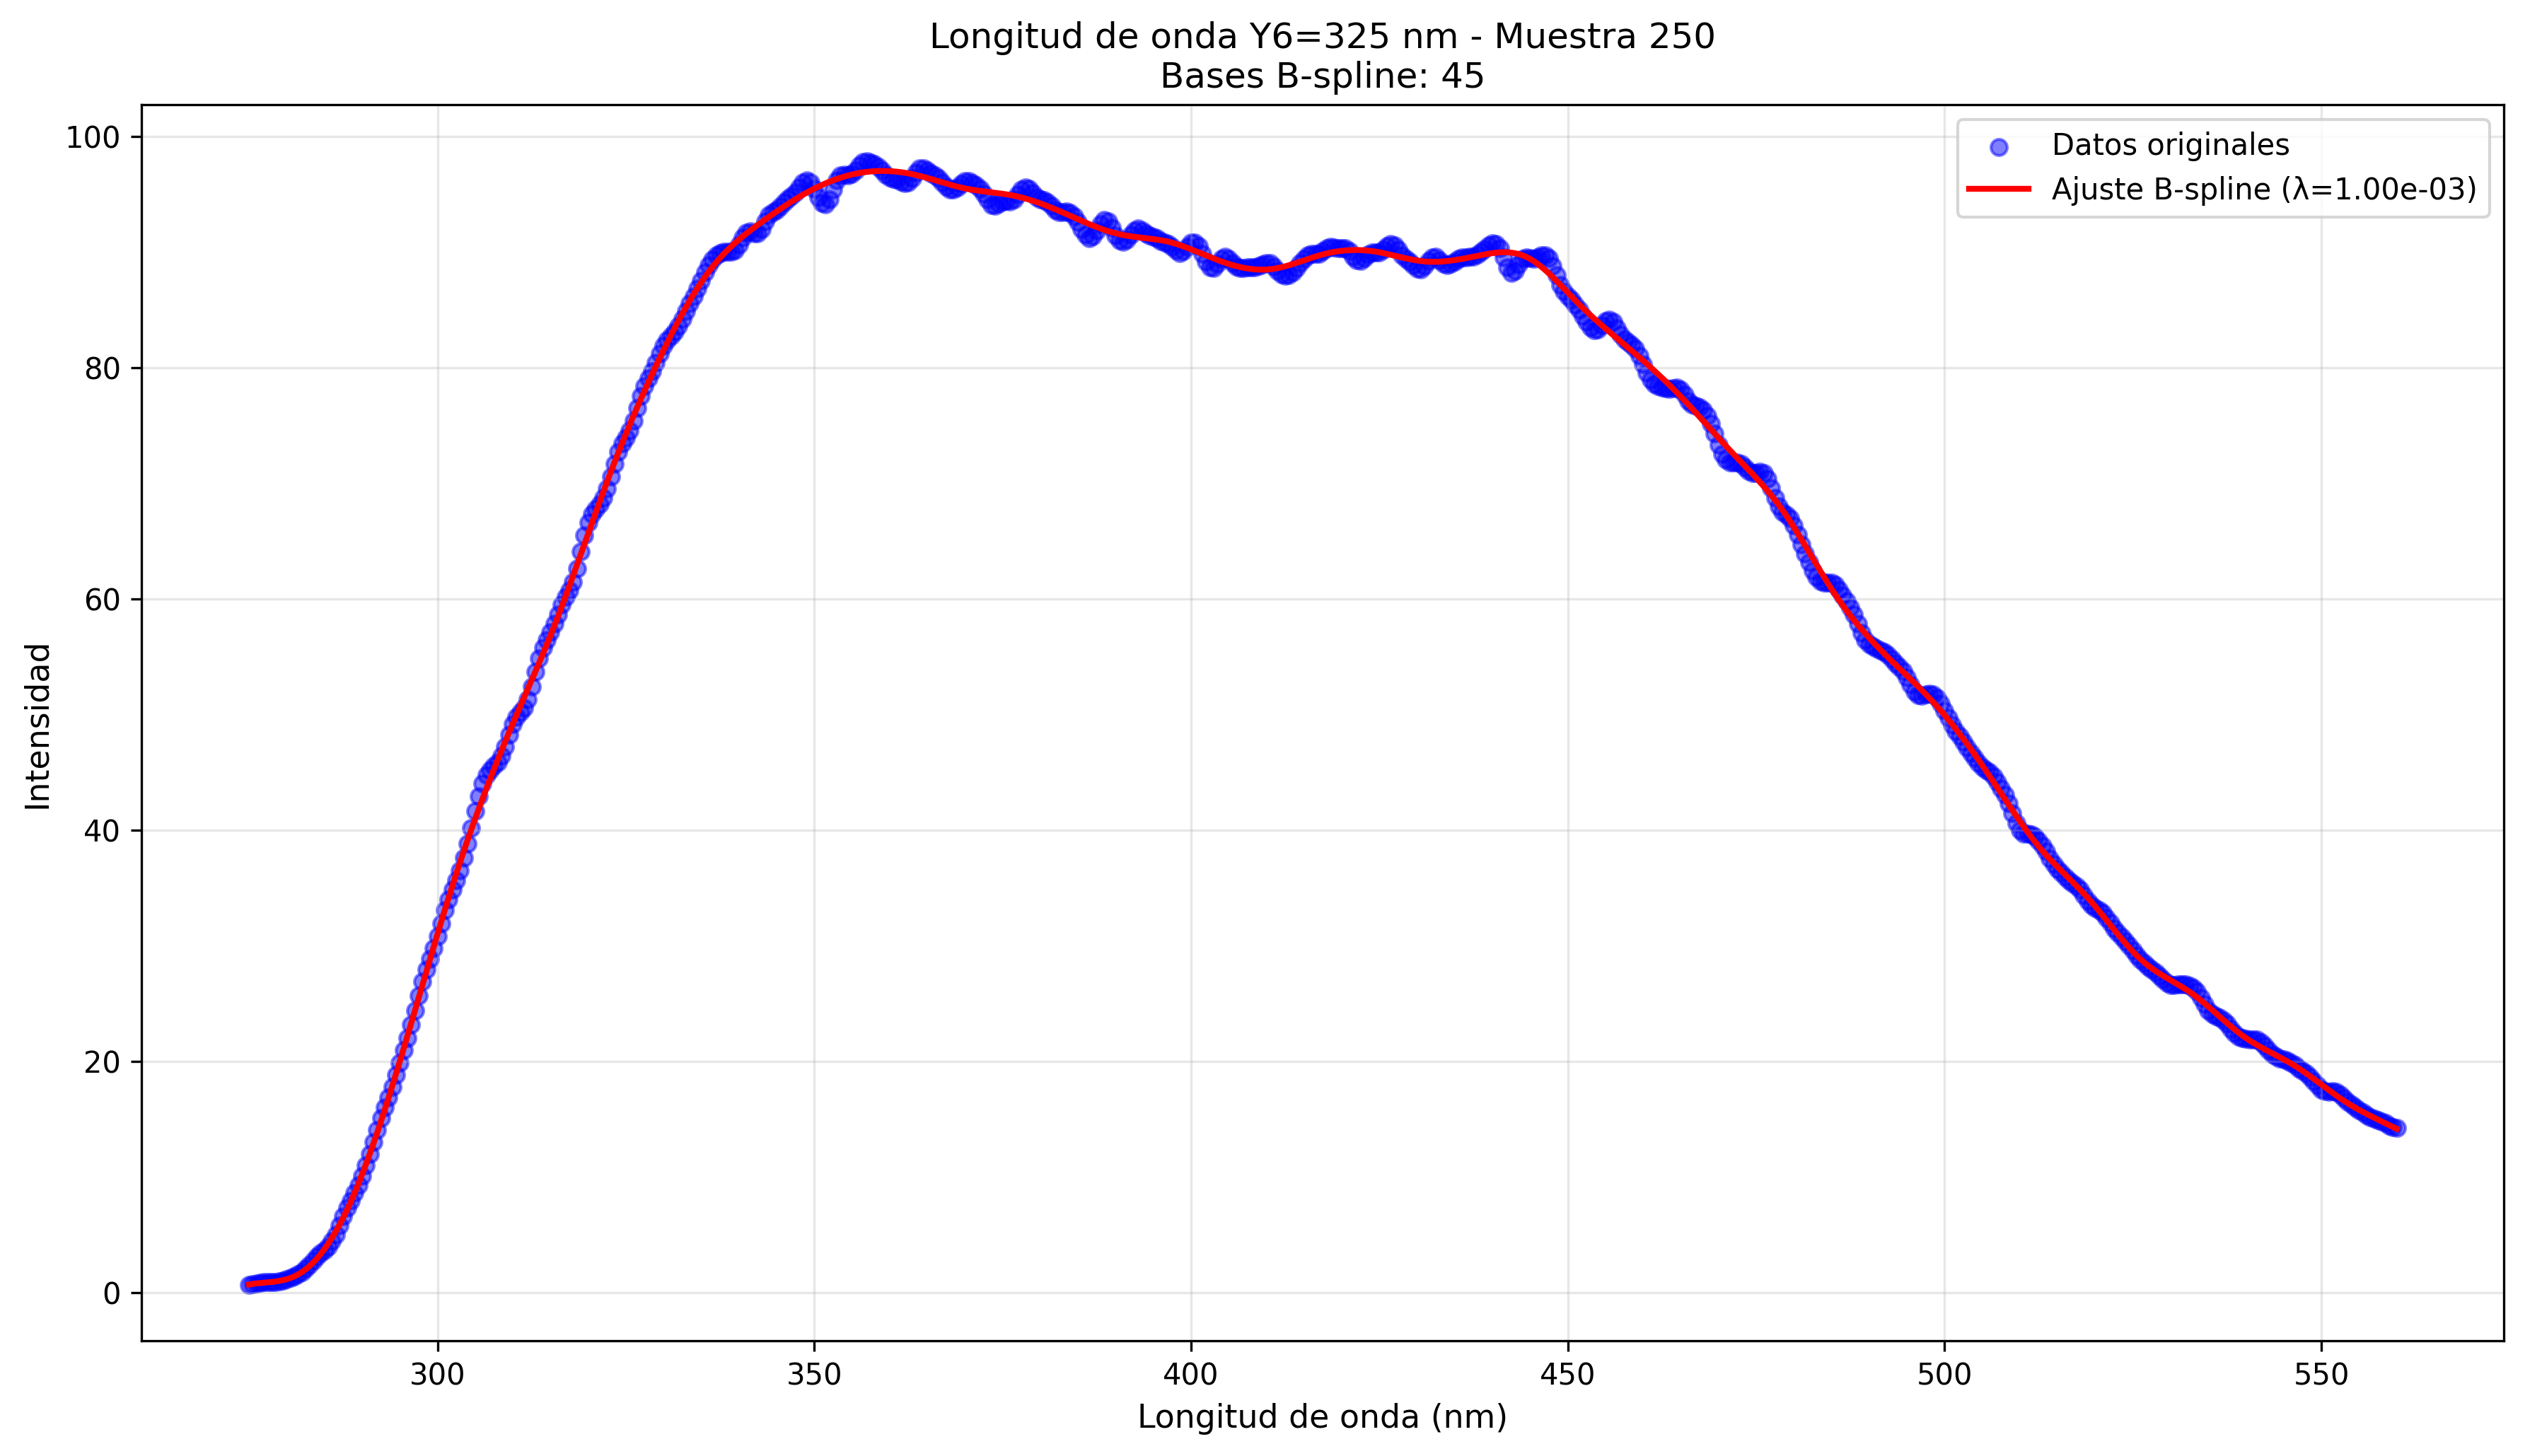 Longitud de onda Y6=325 nm - Muestra 250
Bases B-spline: 45
Datos originales
Ajuste B-spline (λ=1.00e-03)
Intensidad
100
80
60
40
20
0
300
350
400
450
500
550
Longitud de onda (nm)